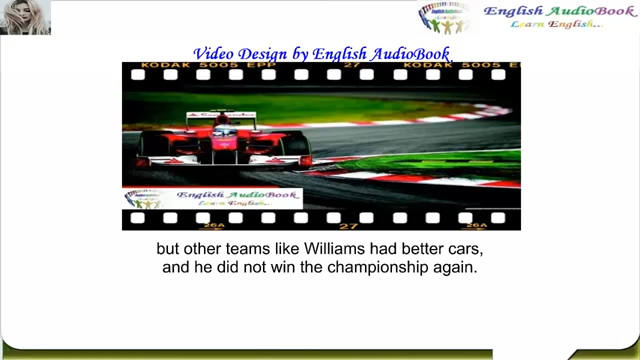 English AudioBook
Learn English...
Video Design by English AudioBook
KODAK 5005 EPP 27 KODAK 5005 E
Santander
English AudioBook
Learn English...
26A 27 26A
but other teams like Williams had better cars,
and he did not win the championship again.